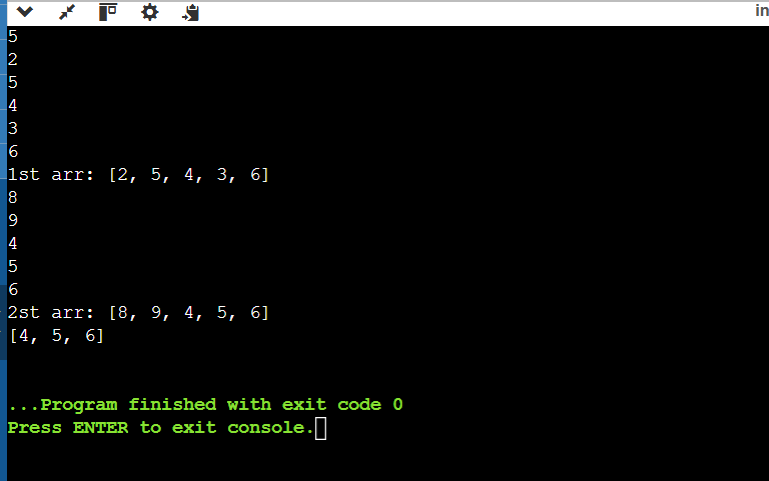 in
5
2
5
4
3
6
1st arr: [2, 5, 4, 3, 6]
8
9
4
5
6
2st arr: [8, 9, 4, 5, 6]
[4, 5, 6]
...Program finished with exit code 0
Press ENTER to exit console.